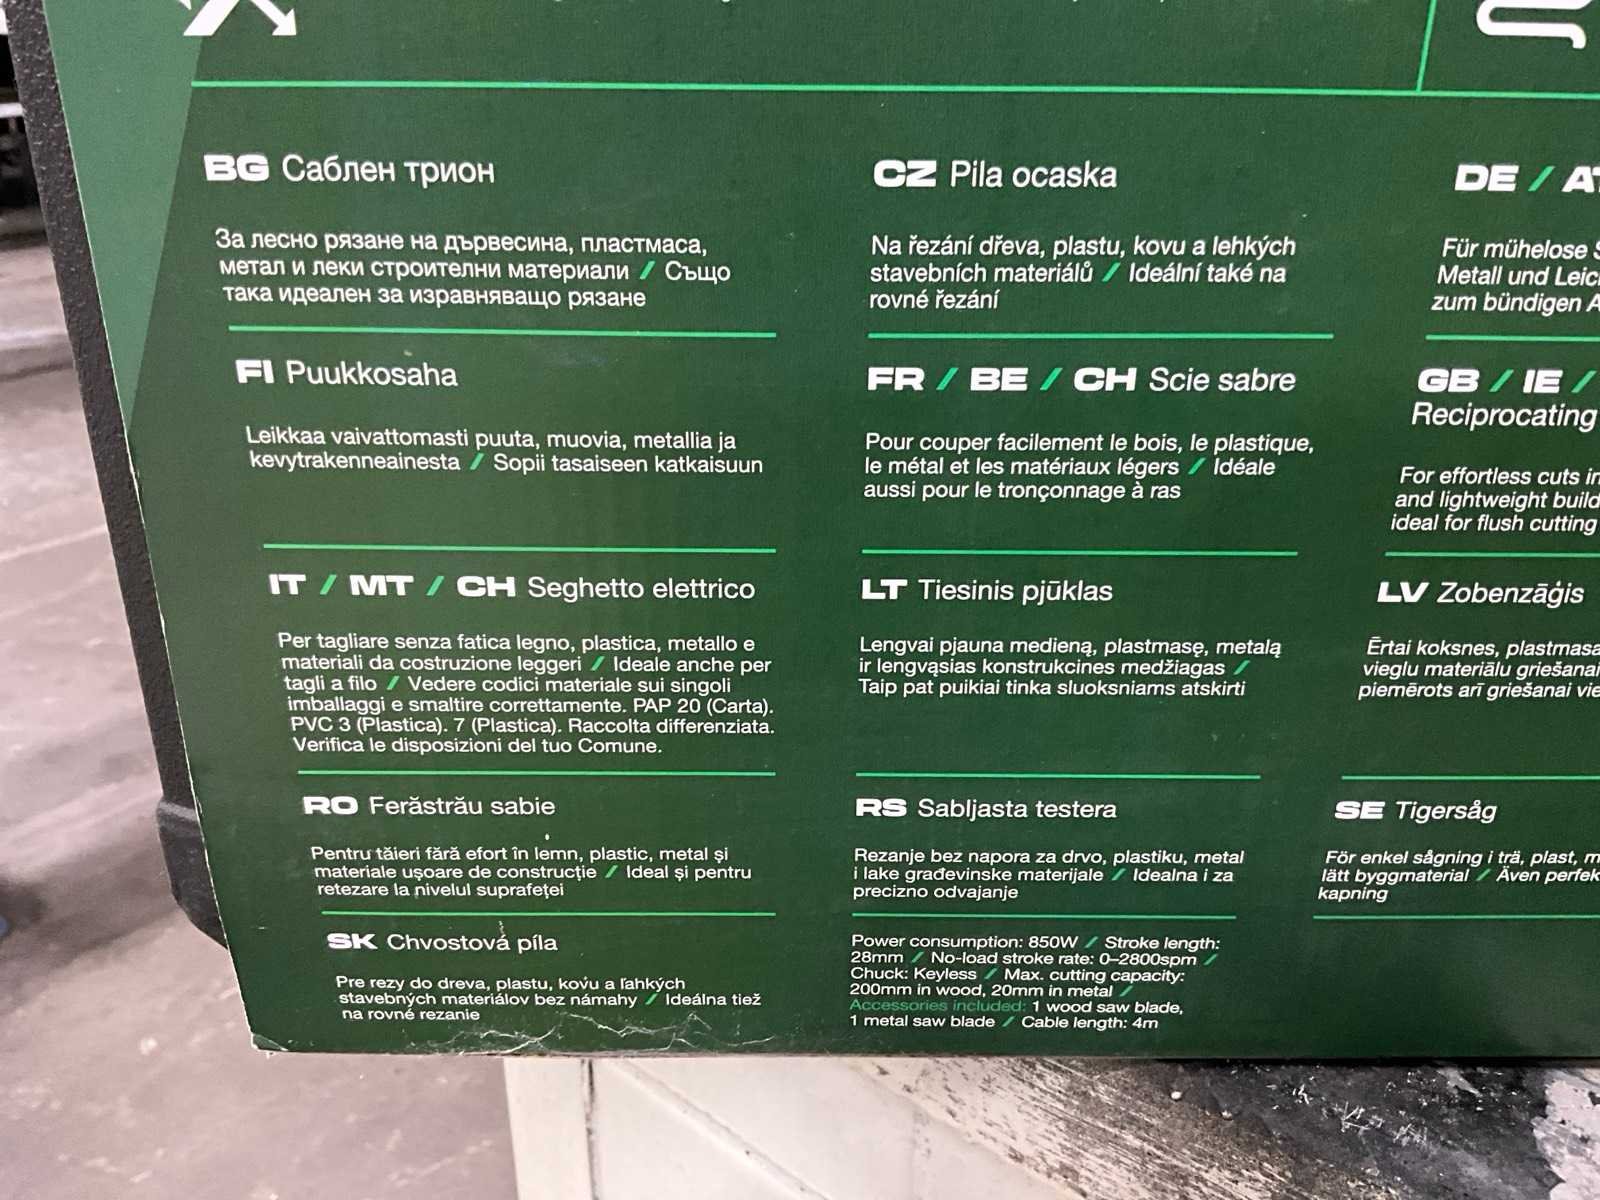 BG Саблен трион
За лесно рязане на дървесина, пластмаса,
метал и леки строителни материали / Също
така идеален за изравняващо рязане
CZ Pila ocaska
Na řezání dřeva, plastu, kovu a lehkých
stavebních materiálů / Ideální také na
rovné řezání
DE /
Für mühelose
Metall und
zum bündigen
FI Puukkosaha
Leikkaa vaivattomasti puuta, muovia, metallia ja
kevytrakenneainesta / Sopii tasaiseen katkaisuun
FR / BE / CH Scie sabre
Pour couper facilement le bois, le plastique,
le métal et les matériaux légers / Idéale
aussi pour le tronçonnage à ras
GB / IE /
Reciprocating
For effortless cuts in
and lightweight
ideal for flush cutting
IT / MT / CH Seghetto elettrico
Per tagliare senza fatica legno, plastica, metallo e
materiali da costruzione leggeri / Ideale anche per
tagli a filo / Vedere codici materiale sui singoli
imballaggi e smaltire correttamente. PAP 20 (Carta).
PVC 3 (Plastica). 7 (Plastica). Raccolta differenziata.
Verifica le disposizioni del tuo Comune.
LT Tiesinis pjūklas
Lengvai pjauna medieną, plastmasę, metalą
ir lengvąsias konstrukcines medžiagas /
Taip pat puikiai tinka sluoksniams atskirti
LV Zobenzāģis
Ērtai koksnes,
vieglu materiālu
piemērots arī griešanai
RO Ferăstrău sabie
Pentru tăieri fără efort în lemn, plastic, metal și
materiale ușoare de construcție / Ideal și pentru
retezare la nivelul suprafeței
RS Sabljasta testera
Rezanje bez napora za drvo, plastiku, metal
i lake građevinske materijale / Idealna i za
precizno odvajanje
SE Tigersåg
För enkel sågning i trä, plast,
lätt byggmaterial / Även
kapning
SK Chvostová píla
Pre rezy do dreva, plastu, kovu a ľahkých
stavebných materiálov bez námahy / Ideálna tiež
na rovné rezanie
Power consumption: 850W / Stroke length:
28mm / No-load stroke rate: 0–2800spm /
Chuck: Keyless / Max. cutting capacity:
200mm in wood, 20mm in metal /
Accessories included: 1 wood saw blade,
1 metal saw blade / Cable length: 4m